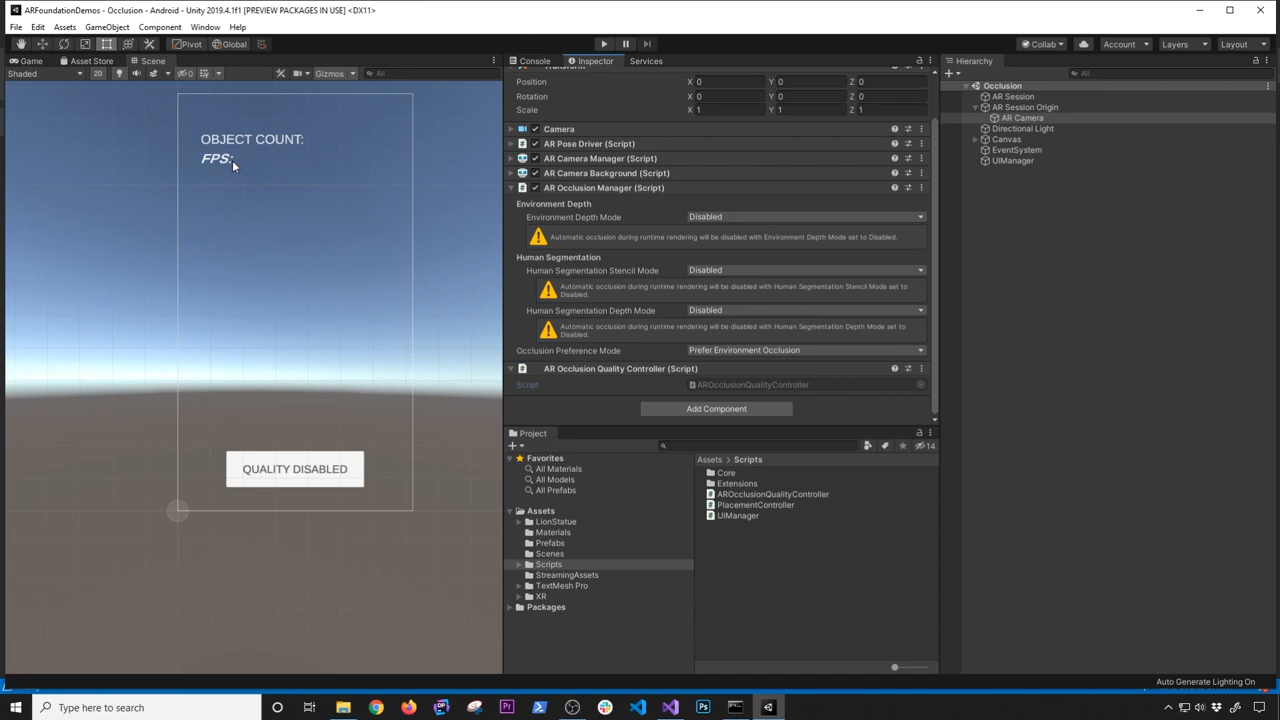 ARFoundationDemos - Occlusion - Android - Unity 2019.4.1f1 [PREVIEW PACKAGES IN USE] <DX11>
File Edit Assets GameObject Component Window Help
Pivot Global Collab Account Layers Layout
Game Asset Store Scene
Shaded 2D 0 Gizmos All
OBJECT COUNT:
FPS:
QUALITY DISABLED
Console Inspector Services
Transform
Position X 0 Y 0 Z 0
Rotation X 0 Y 0 Z 0
Scale X 1 Y 1 Z 1
Camera
AR Pose Driver (Script)
AR Camera Manager (Script)
AR Camera Background (Script)
AR Occlusion Manager (Script)
Environment Depth
Environment Depth Mode Disabled
Automatic occlusion during runtime rendering will be disabled with Environment Depth Mode set to Disabled.
Human Segmentation
Human Segmentation Stencil Mode Disabled
Automatic occlusion during runtime rendering will be disabled with Human Segmentation Stencil Mode set to
Disabled.
Human Segmentation Depth Mode Disabled
Automatic occlusion during runtime rendering will be disabled with Human Segmentation Depth Mode set to
Disabled.
Occlusion Preference Mode Prefer Environment Occlusion
AR Occlusion Quality Controller (Script)
Script AROcclusionQualityController
Add Component
Project
14
Favorites
All Materials
All Models
All Prefabs
Assets
LionStatue
Materials
Prefabs
Scenes
Scripts
StreamingAssets
TextMesh Pro
XR
Packages
Assets Scripts
Core
Extensions
AROcclusionQualityController
PlacementController
UIManager
Hierarchy
All
Occlusion
AR Session
AR Session Origin
AR Camera
Directional Light
Canvas
EventSystem
UIManager
Auto Generate Lighting On
Type here to search